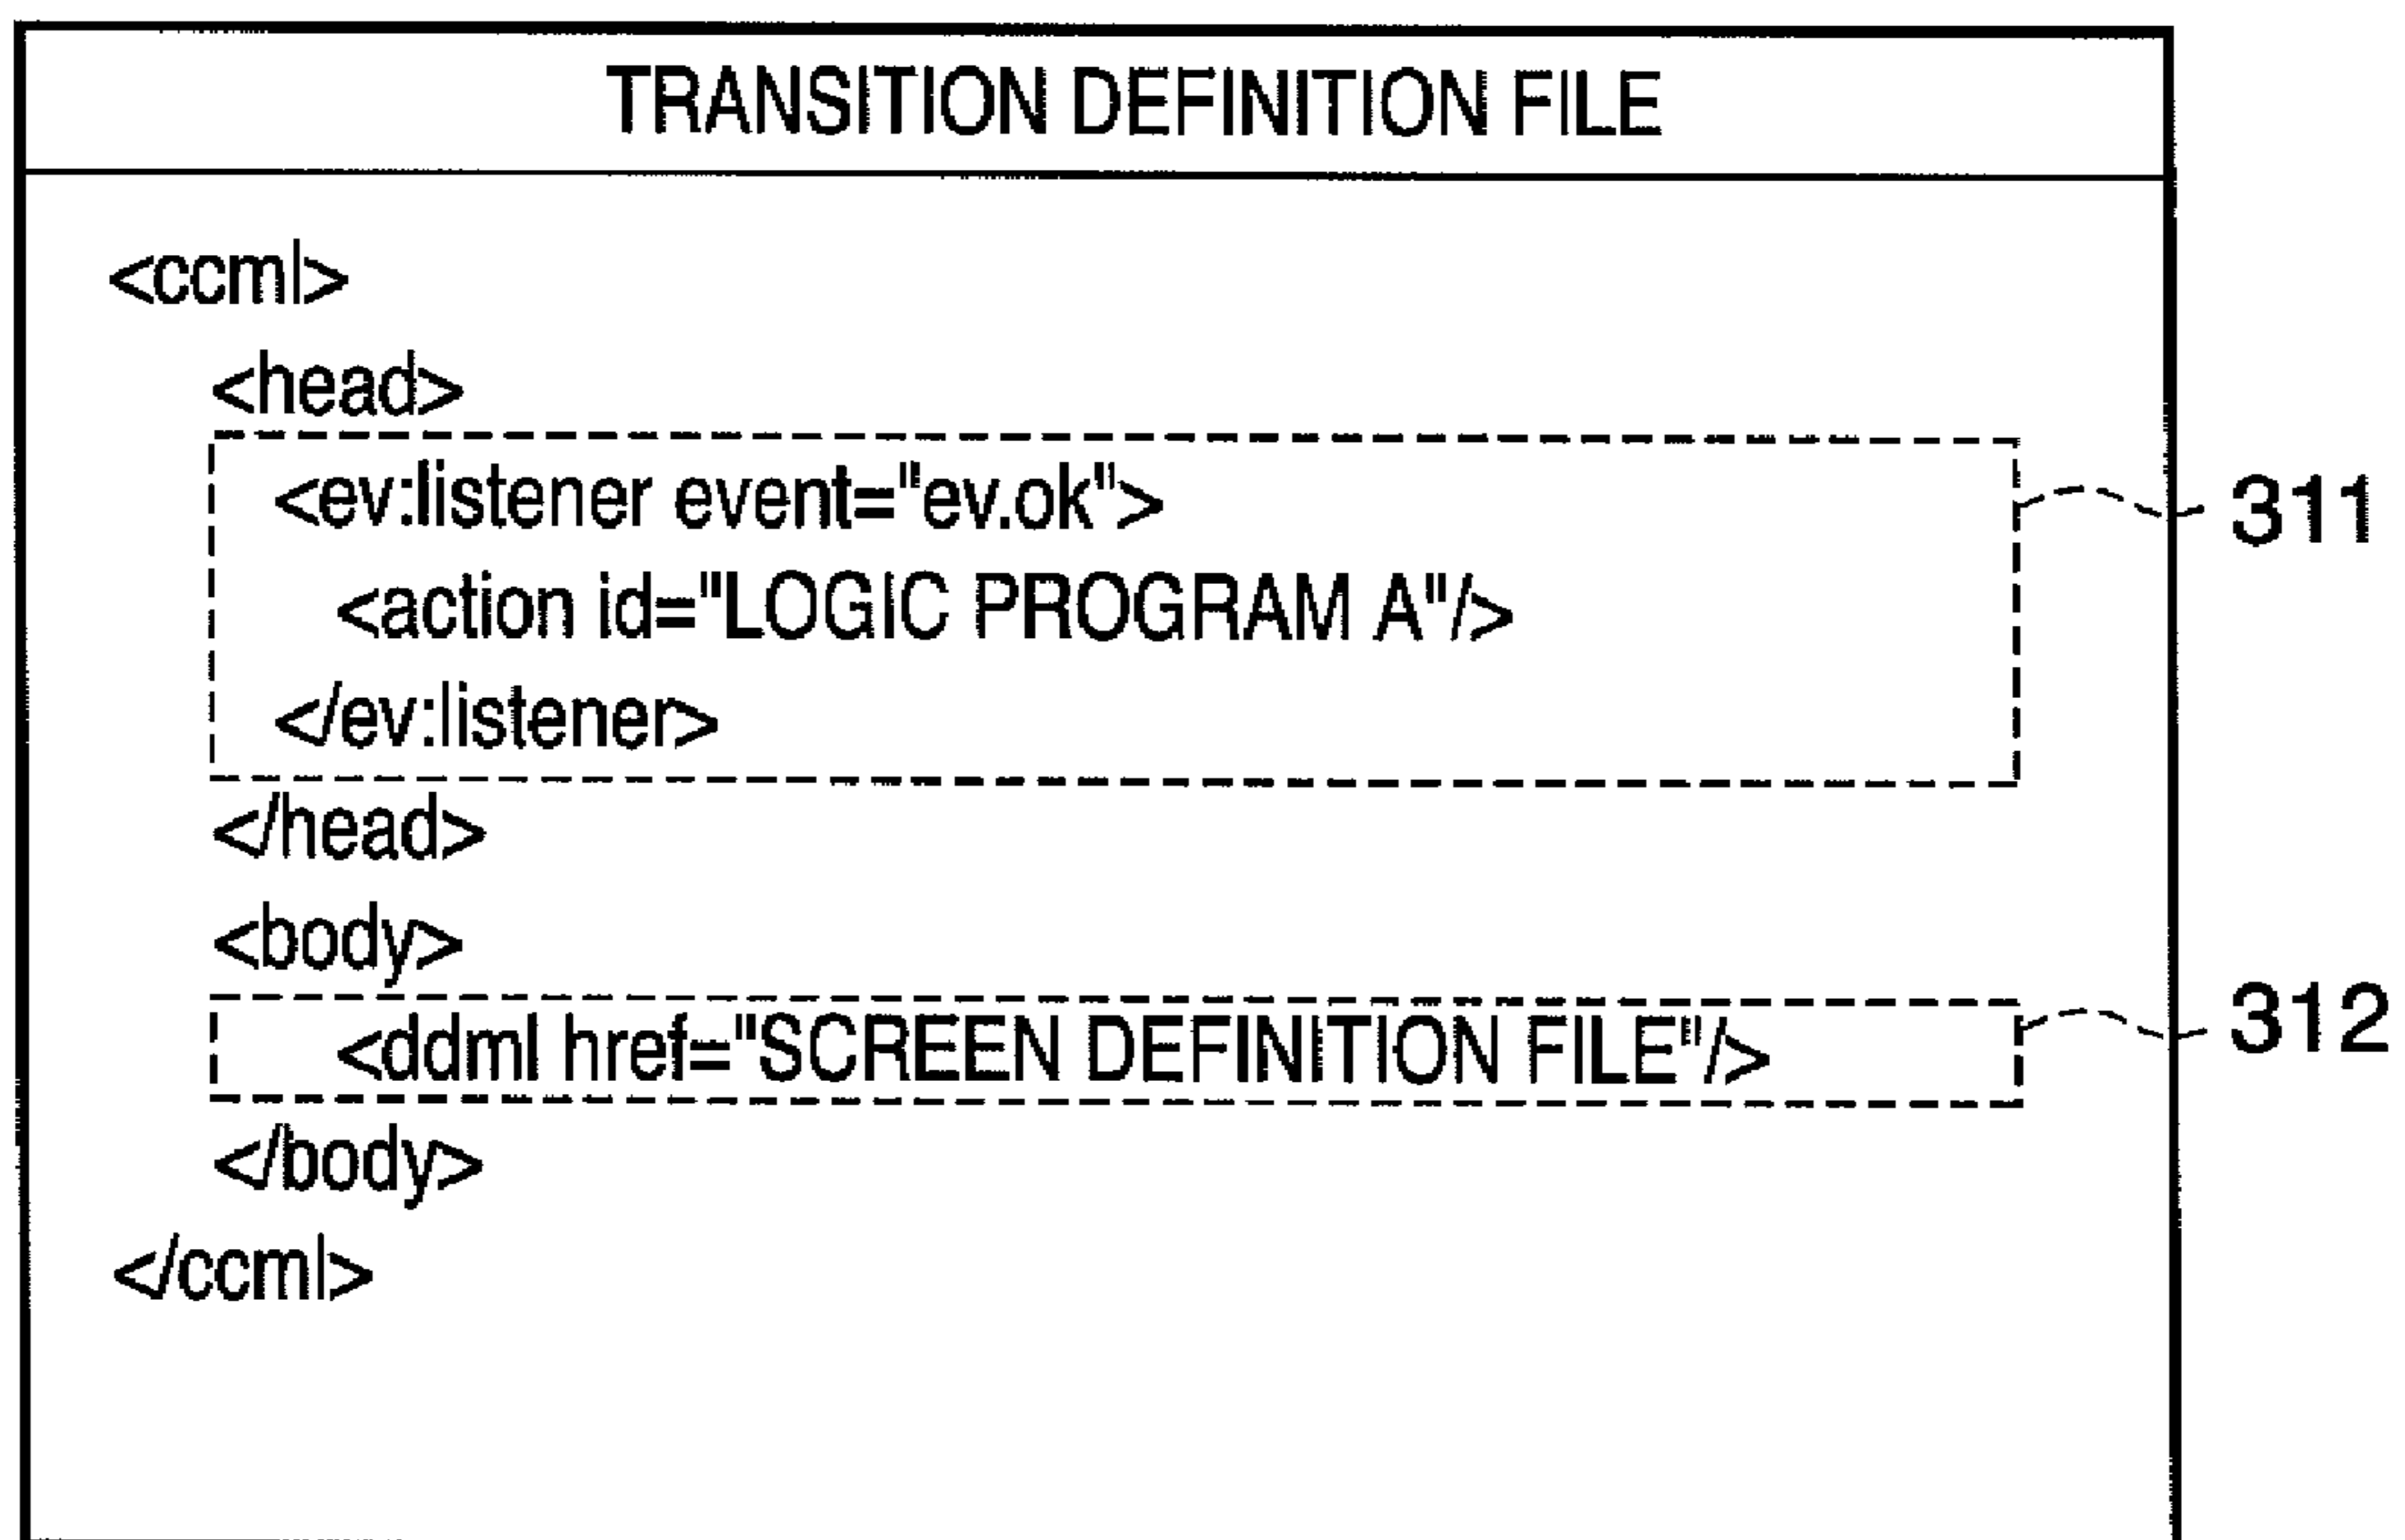 TRANSITION DEFINITION FILE
<ccml>
<head>
<ev:listener event="ev.ok">
311
<action id="LOGIC PROGRAM A"/>
</ev:listener>
</head>
<body>
<ddml href="SCREEN DEFINITION FILE"/>
312
</body>
</ccml>